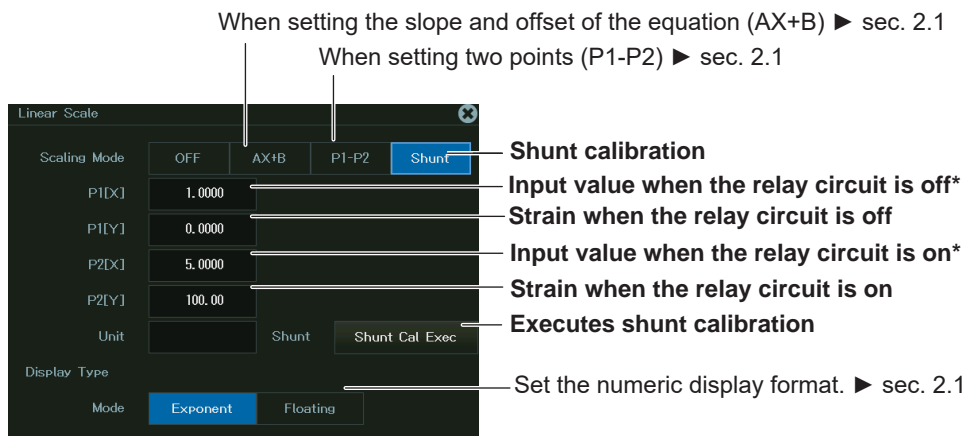 When setting the slope and offset of the equation (AX+B) ► sec. 2.1
When setting two points (P1-P2) ► sec. 2.1
Linear Scale
Scaling Mode OFF AX+B P1-P2 Shunt Shunt calibration
P1[X] 1.0000 Input value when the relay circuit is off*
P1[Y] 0.0000 Strain when the relay circuit is off
P2[X] 5.0000 Input value when the relay circuit is on*
P2[Y] 100.00 Strain when the relay circuit is on
Unit Shunt Shunt Cal Exec Executes shunt calibration
Display Type
Set the numeric display format. ► sec. 2.1
Mode Exponent Floating